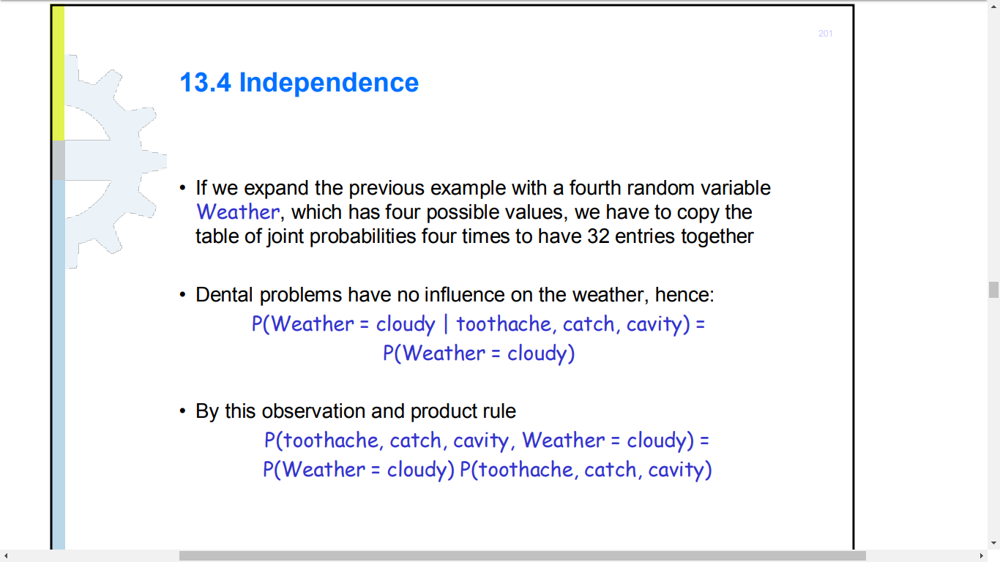 201
13.4 Independence
• If we expand the previous example with a fourth random variable
Weather, which has four possible values, we have to copy the
table of joint probabilities four times to have 32 entries together
• Dental problems have no influence on the weather, hence:
P(Weather = cloudy | toothache, catch, cavity) =
P(Weather = cloudy)
• By this observation and product rule
P(toothache, catch, cavity, Weather = cloudy) =
P(Weather = cloudy) P(toothache, catch, cavity)